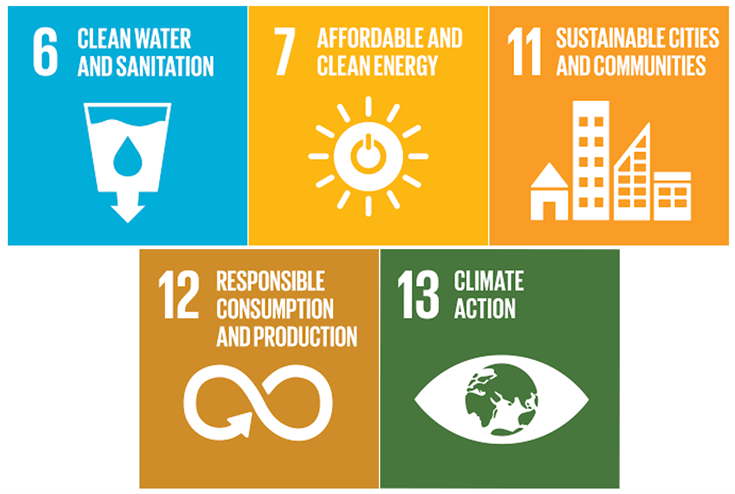 6 CLEAN WATER
AND SANITATION
7 AFFORDABLE AND
CLEAN ENERGY
11 SUSTAINABLE CITIES
AND COMMUNITIES
12 RESPONSIBLE
CONSUMPTION
AND PRODUCTION
13 CLIMATE
ACTION